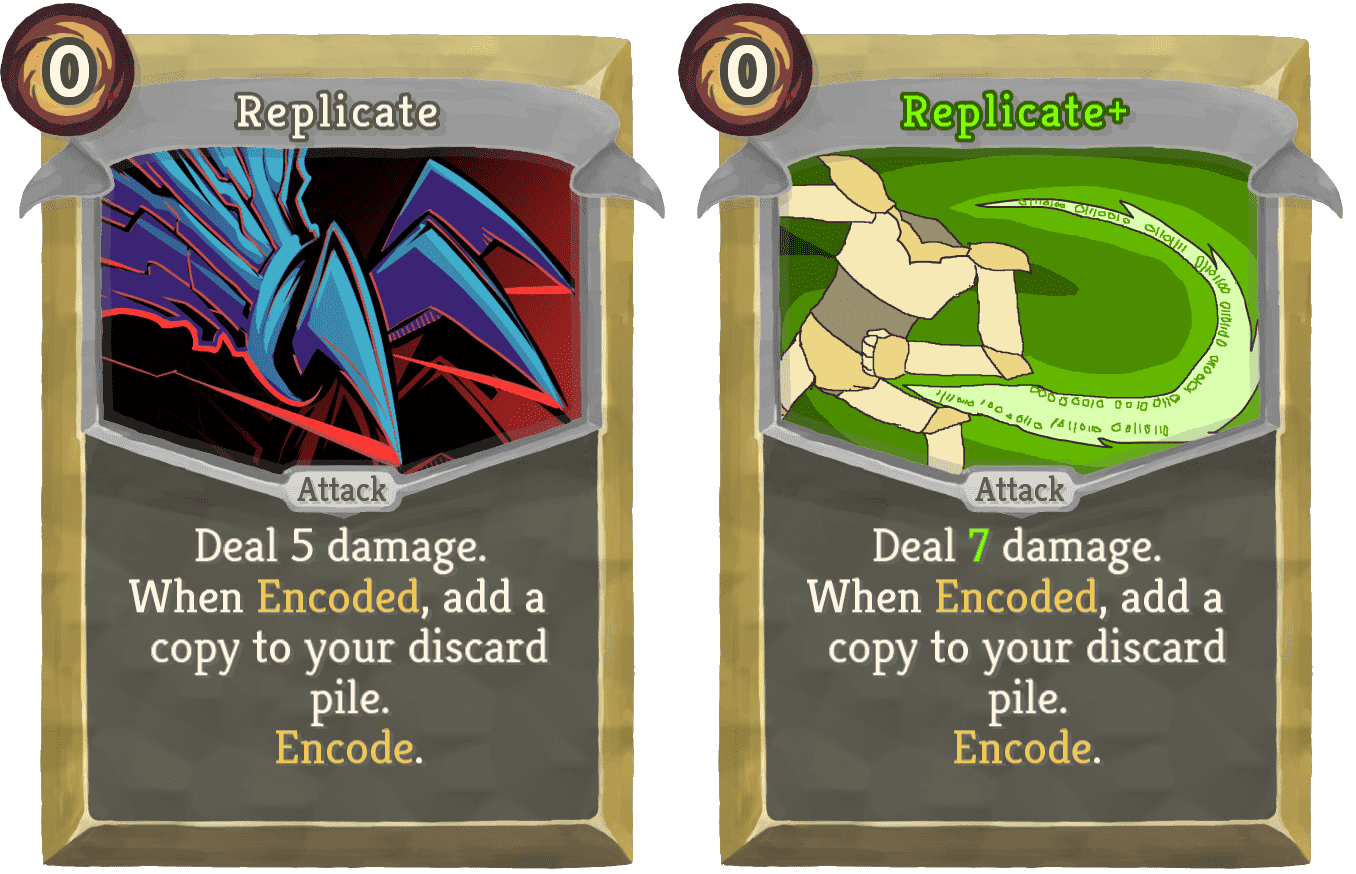 0
Replicate
Attack
Deal 5 damage.
When Encoded, add a
copy to your discard
pile.
Encode.
0
Replicate+
Attack
Deal 7 damage.
When Encoded, add a
copy to your discard
pile.
Encode.